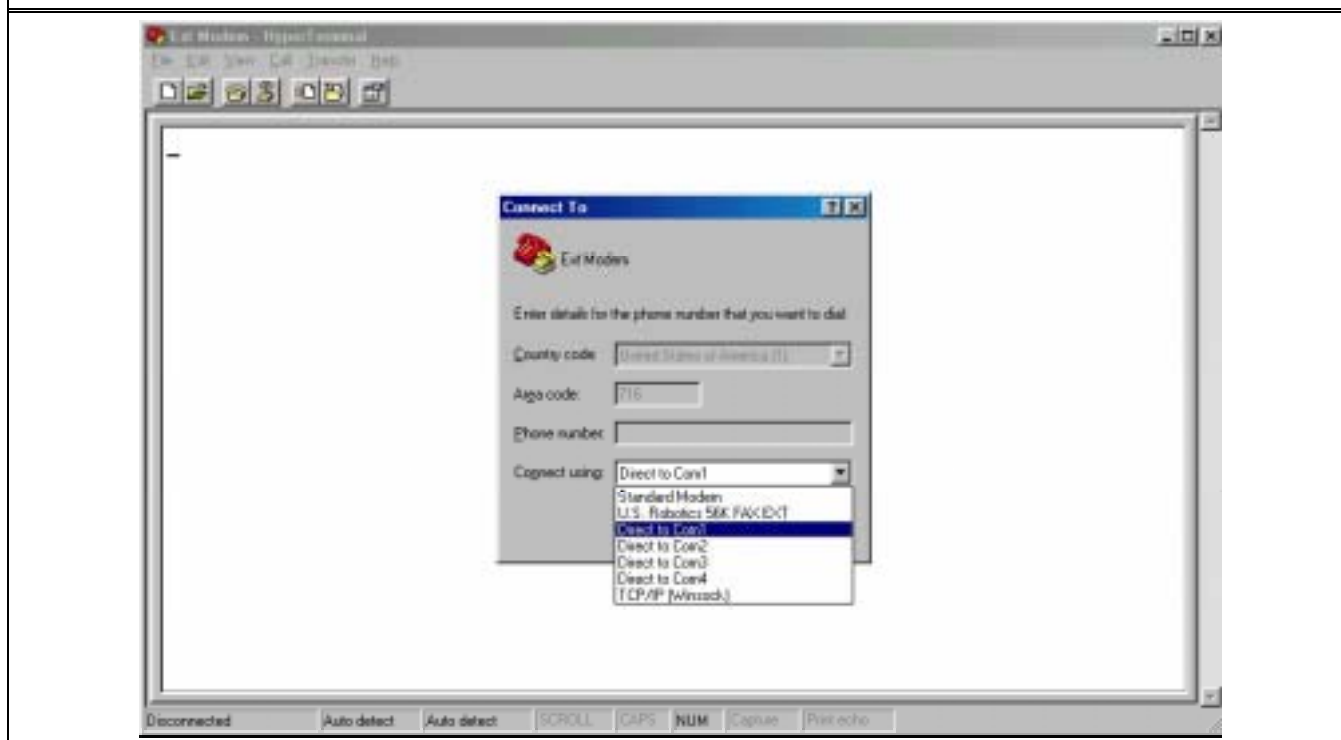 Ext Modem - HyperTerminal
File Edit View Call Transfer Help
Connect To
Ext Modem
Enter details for the phone number that you want to dial:
Country code: United States of America (1)
Area code: 716
Phone number:
Connect using: Direct to Com1
Standard Modem
U.S. Robotics 56K FAX EXT
Direct to Com1
Direct to Com2
Direct to Com3
Direct to Com4
TCP/IP (Winsock)
Disconnected Auto detect Auto detect SCROLL CAPS NUM Capture Print echo